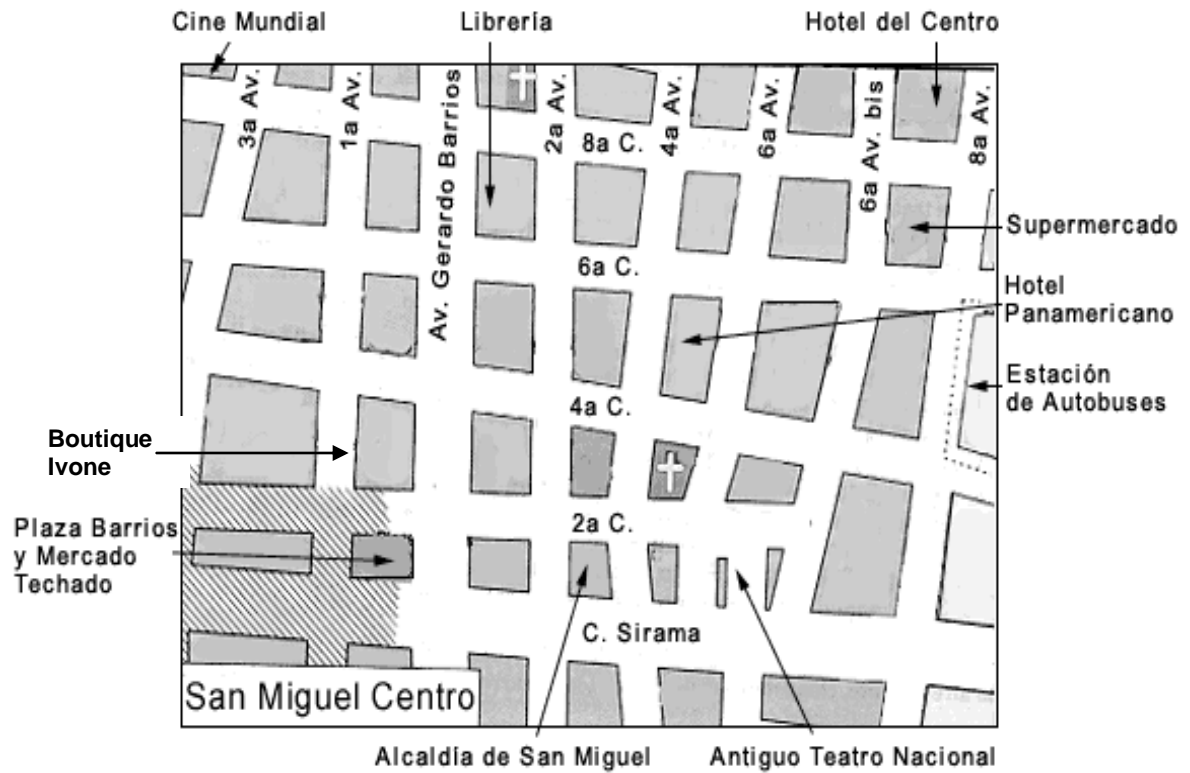 Cine Mundial
Librería
Hotel del Centro
3a Av.
1a Av.
Av. Gerardo Barrios
2a Av.
4a Av.
6a Av.
6a Av. bis
8a Av.
8a C.
Supermercado
6a C.
Hotel
Panamericano
Estación
de Autobuses
4a C.
Boutique
Ivone
2a C.
Plaza Barrios
y Mercado
Techado
C. Sirama
San Miguel Centro
Alcaldía de San Miguel
Antiguo Teatro Nacional